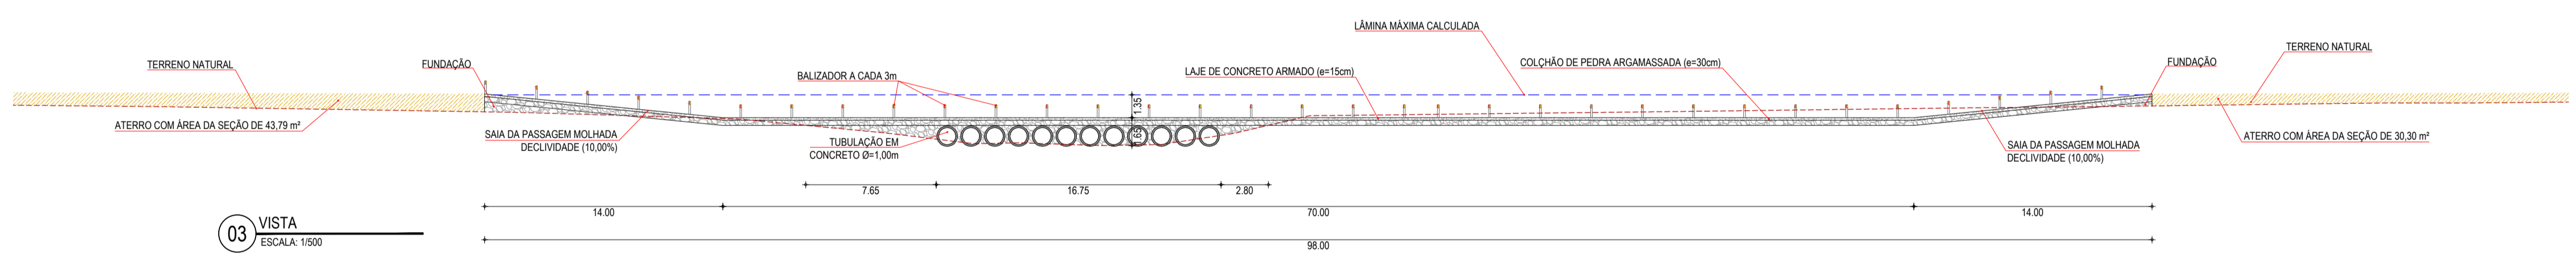 LÂMINA MÁXIMA CALCULADA
TERRENO NATURAL
FUNDAÇÃO
BALIZADOR A CADA 3m
LAJE DE CONCRETO ARMADO (e=15cm)
COLÇHÃO DE PEDRA ARGAMASSADA (e=30cm)
FUNDAÇÃO
TERRENO NATURAL
ATERRO COM ÁREA DA SEÇÃO DE 43,79 m²
SAIA DA PASSAGEM MOLHADA
DECLIVIDADE (10,00%)
TUBULAÇÃO EM
CONCRETO Ø=1,00m
1.35
1.65
SAIA DA PASSAGEM MOLHADA
DECLIVIDADE (10,00%)
ATERRO COM ÁREA DA SEÇÃO DE 30,30 m²
7.65
16.75
2.80
14.00
70.00
14.00
98.00
03
VISTA
ESCALA: 1/500